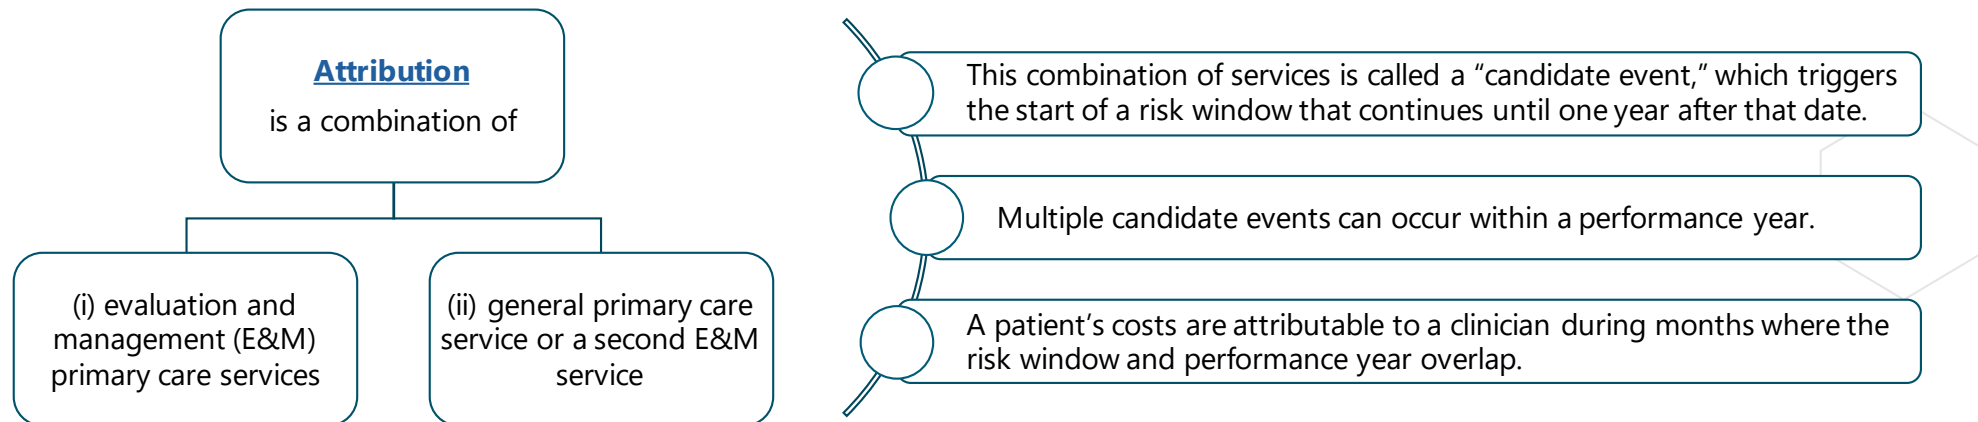 Attribution
is a combination of
(i) evaluation and
management (E&M)
primary care services
(ii) general primary care
service or a second E&M
service
This combination of services is called a “candidate event,” which triggers
the start of a risk window that continues until one year after that date.
Multiple candidate events can occur within a performance year.
A patient’s costs are attributable to a clinician during months where the
risk window and performance year overlap.